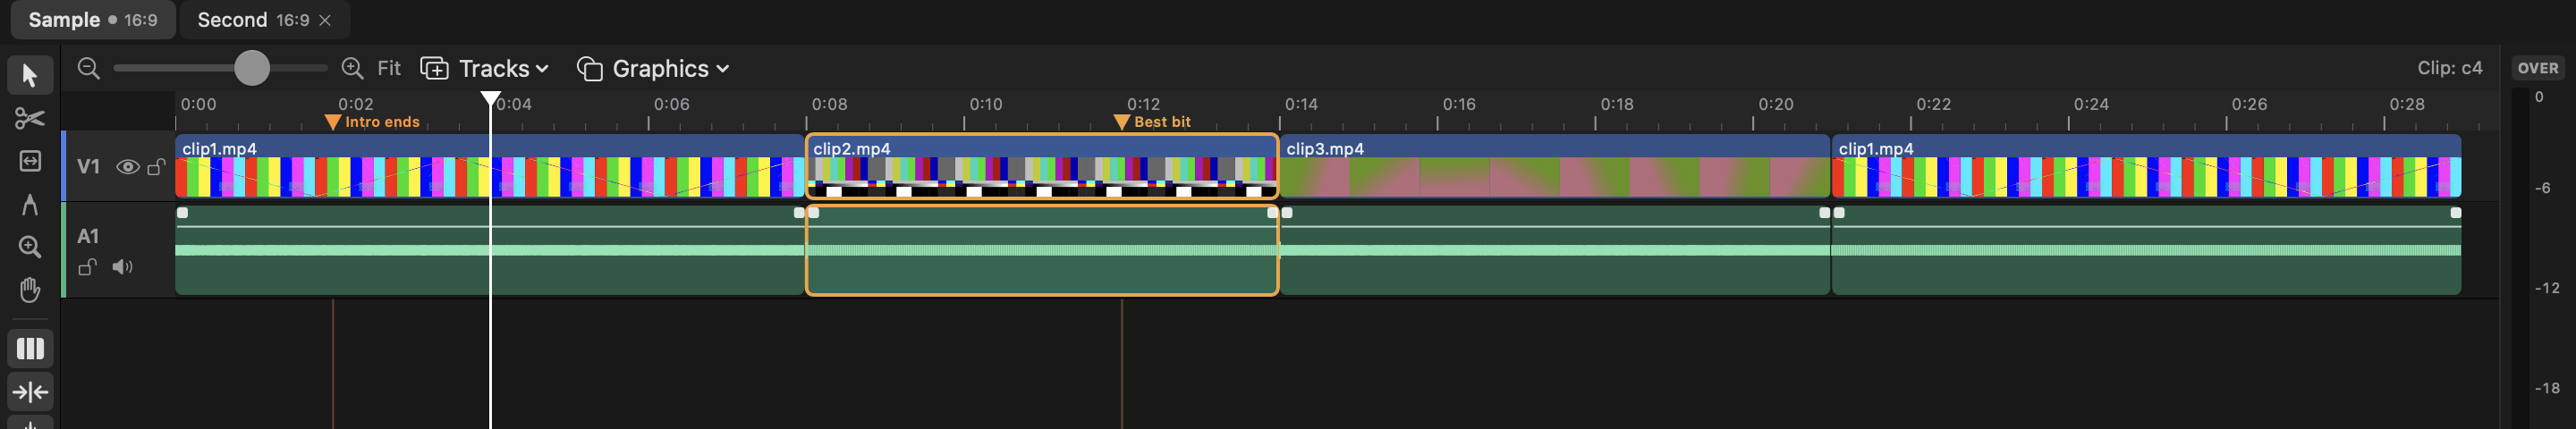 Sample 16:9 Second 16:9
Fit Tracks Graphics Clip: c4 OVER
0:00 0:02 0:04 0:06 0:08 0:10 0:12 0:14 0:16 0:18 0:20 0:22 0:24 0:26 0:28 0
Intro ends Best bit
clip1.mp4 clip2.mp4 clip3.mp4 clip1.mp4
V1
-6
A1
-12
-18